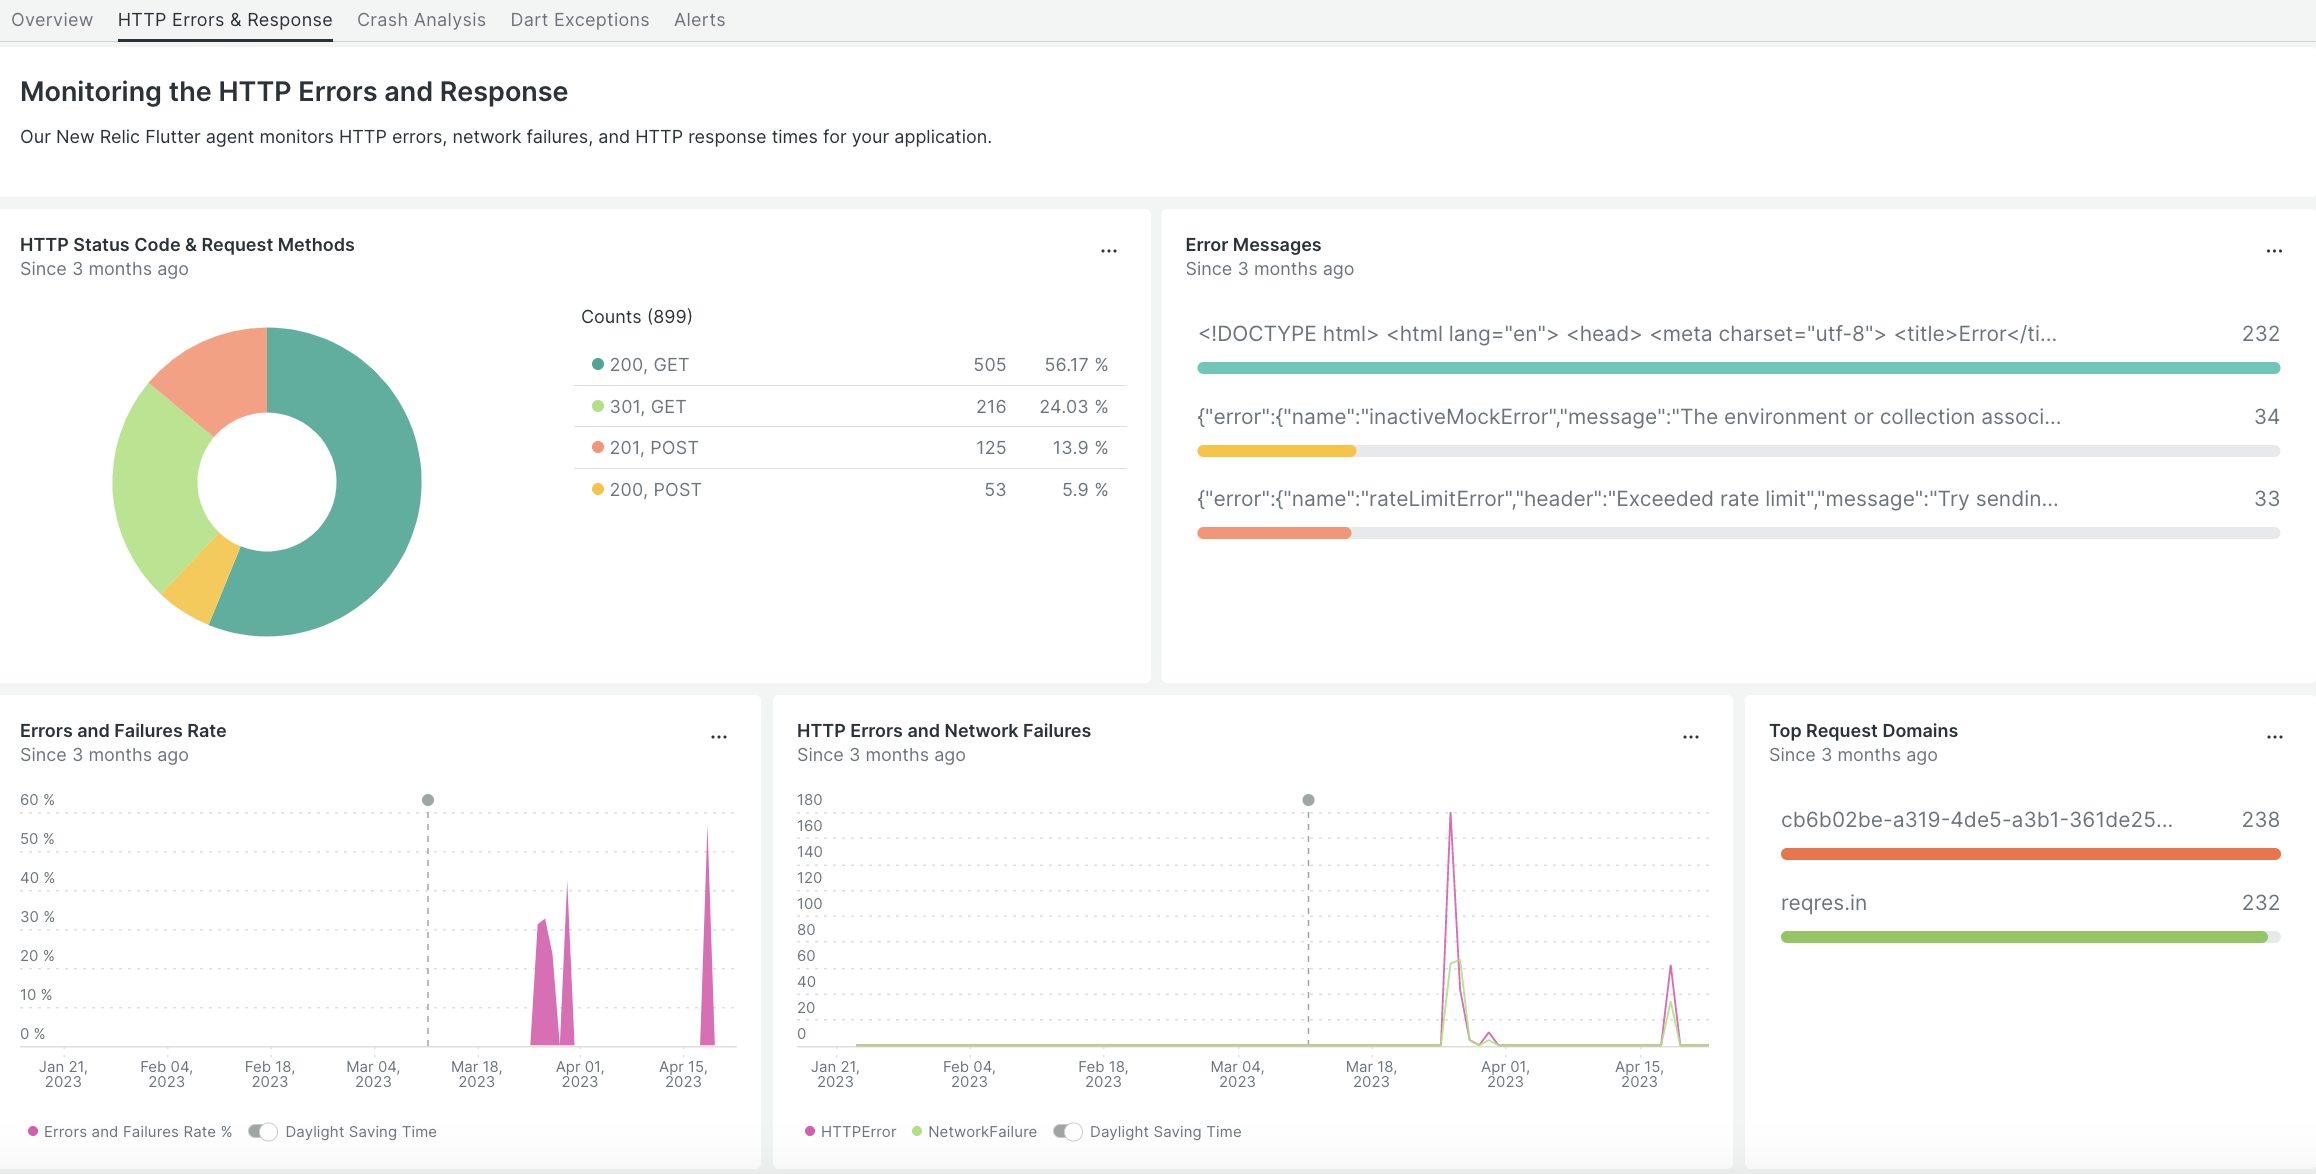 Overview HTTP Errors & Response Crash Analysis Dart Exceptions Alerts
Monitoring the HTTP Errors and Response
Our New Relic Flutter agent monitors HTTP errors, network failures, and HTTP response times for your application.
HTTP Status Code & Request Methods
Since 3 months ago
...
Counts (899)
200, GET 505 56.17 %
301, GET 216 24.03 %
201, POST 125 13.9 %
200, POST 53 5.9 %
Error Messages
Since 3 months ago
...
<!DOCTYPE html> <html lang="en"> <head> <meta charset="utf-8"> <title>Error</ti... 232
{"error":{"name":"inactiveMockError","message":"The environment or collection associ... 34
{"error":{"name":"rateLimitError","header":"Exceeded rate limit","message":"Try sendin... 33
Errors and Failures Rate
Since 3 months ago
...
60 %
50 %
40 %
30 %
20 %
10 %
0 %
Jan 21, Feb 04, Feb 18, Mar 04, Mar 18, Apr 01, Apr 15,
2023 2023 2023 2023 2023 2023 2023
Errors and Failures Rate % Daylight Saving Time
HTTP Errors and Network Failures
Since 3 months ago
...
180
160
140
120
100
80
60
40
20
0
Jan 21, Feb 04, Feb 18, Mar 04, Mar 18, Apr 01, Apr 15,
2023 2023 2023 2023 2023 2023 2023
HTTPError NetworkFailure Daylight Saving Time
Top Request Domains
Since 3 months ago
...
cb6b02be-a319-4de5-a3b1-361de25... 238
reqres.in 232